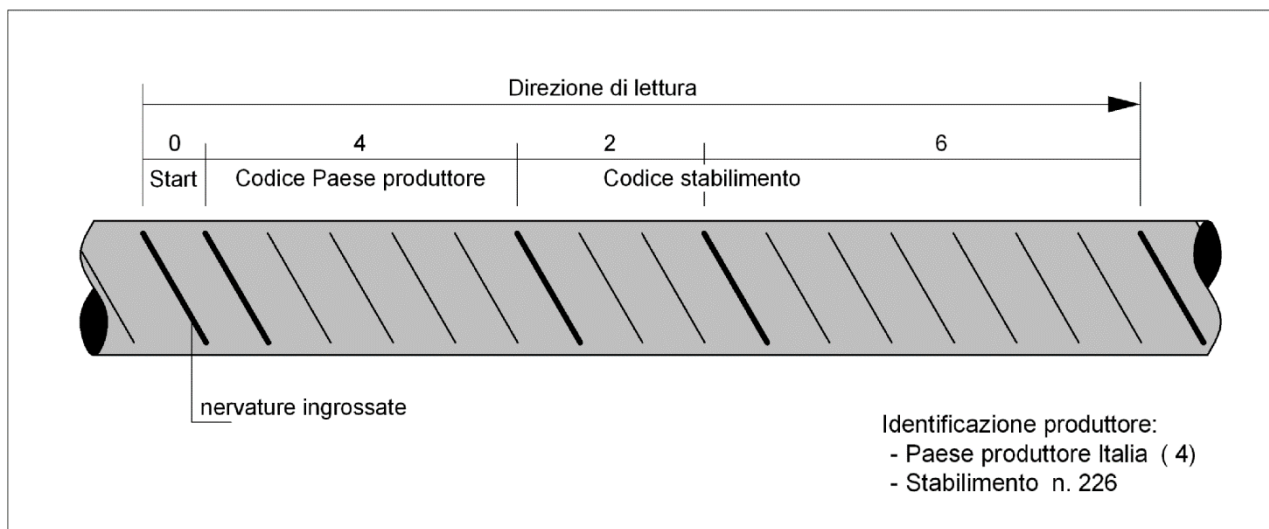 Direzione di lettura
0 4 2 6
Start Codice Paese produttore Codice stabilimento
nervature ingrossate
Identificazione produttore:
- Paese produttore Italia ( 4)
- Stabilimento n. 226